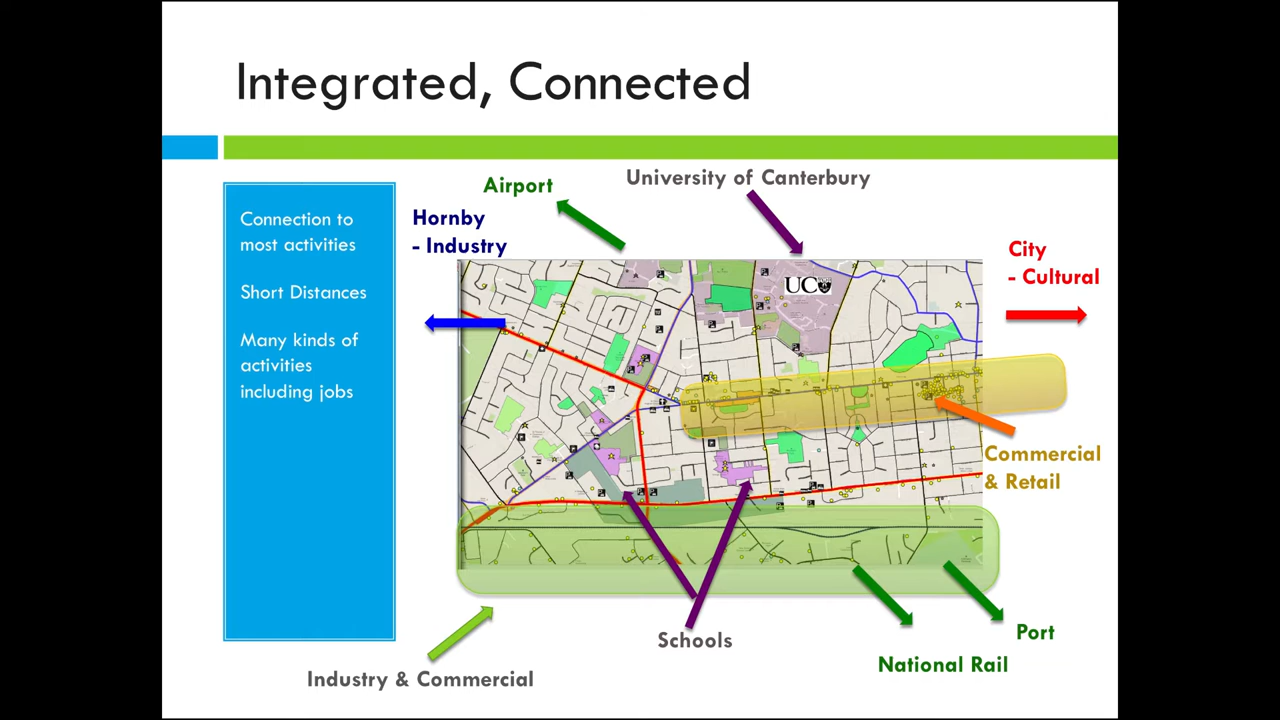 Integrated, Connected
Connection to
most activities
Short Distances
Many kinds of
activities
including jobs
Airport
University of Canterbury
Hornby
- Industry
City
- Cultural
UC
Commercial
& Retail
Schools
Port
National Rail
Industry & Commercial